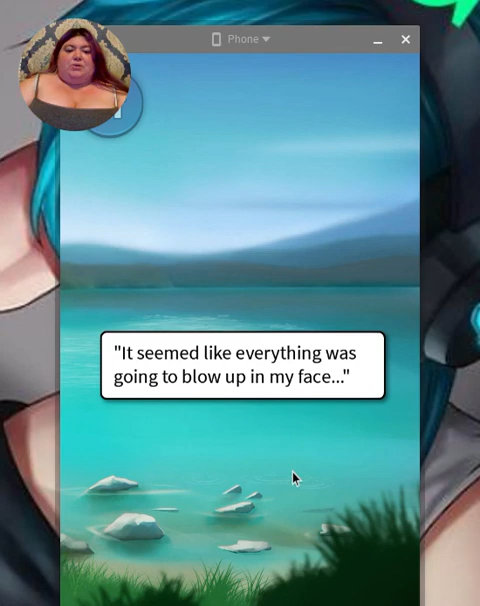 Phone
"It seemed like everything was
going to blow up in my face..."